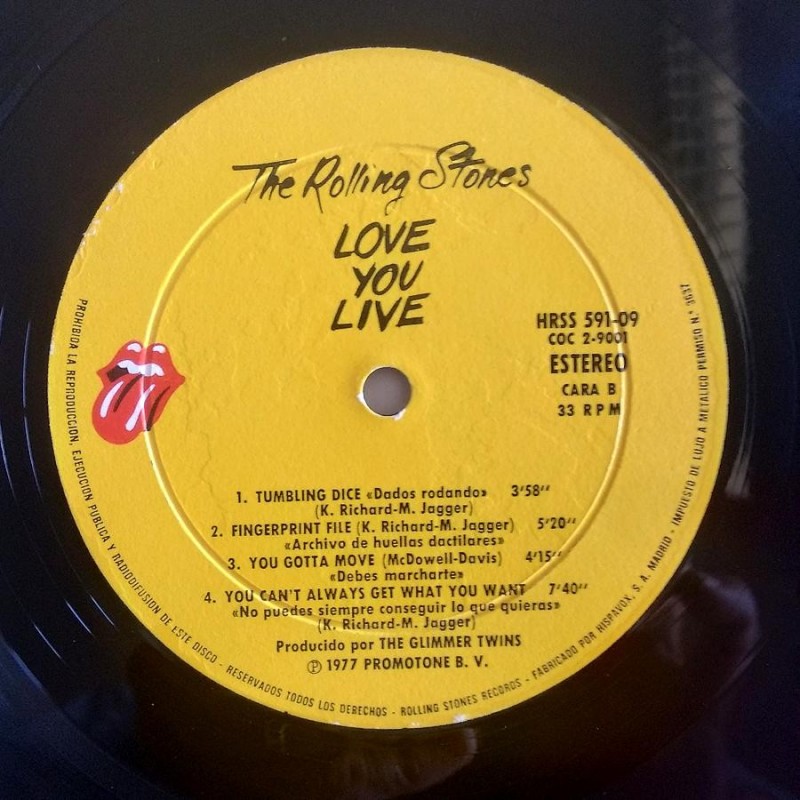 The Rolling Stones
LOVE
YOU
LIVE
HRSS 591-09
COC 2-9001
ESTEREO
CARA B
33 RPM
1. TUMBLING DICE «Dados rodando» 3'58"
(K. Richard-M. Jagger)
2. FINGERPRINT FILE (K. Richard-M. Jagger) 5'20"
«Archivo de huellas dactilares»
3. YOU GOTTA MOVE (McDowell-Davis) 4'15"
«Debes marcharte»
4. YOU CAN'T ALWAYS GET WHAT YOU WANT 7'40"
«No puedes siempre conseguir lo que quieras»
(K. Richard-M. Jagger)
Producido por THE GLIMMER TWINS
Ⓟ 1977 PROMOTONE B. V.
PROHIBIDA LA REPRODUCCION, EJECUCION PUBLICA Y RADIODIFUSION DE ESTE DISCO - RESERVADOS TODOS LOS DERECHOS - ROLLING STONES RECORDS - FABRICADO POR HISPAVOX, S. A. MADRID - IMPUESTO DE LUJO A METALICO PERMISO N.° 3657